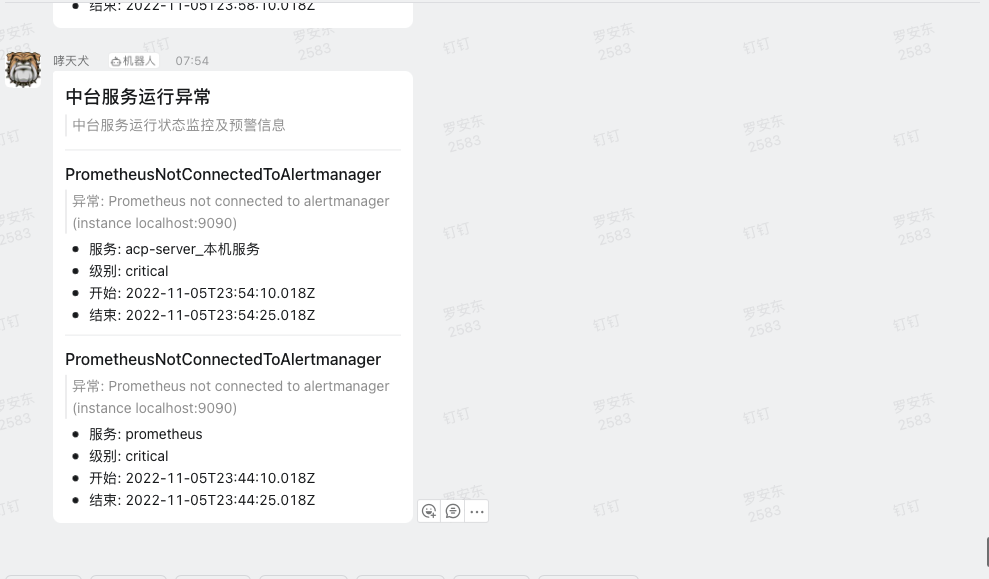 结束: 2022-11-05T23:58:10.018Z
哮天犬 机器人 07:54
中台服务运行异常
中台服务运行状态监控及预警信息
PrometheusNotConnectedToAlertmanager
异常: Prometheus not connected to alertmanager
(instance localhost:9090)
服务: acp-server_本机服务
级别: critical
开始: 2022-11-05T23:54:10.018Z
结束: 2022-11-05T23:54:25.018Z
PrometheusNotConnectedToAlertmanager
异常: Prometheus not connected to alertmanager
(instance localhost:9090)
服务: prometheus
级别: critical
开始: 2022-11-05T23:44:10.018Z
结束: 2022-11-05T23:44:25.018Z
罗安东
2583
钉钉